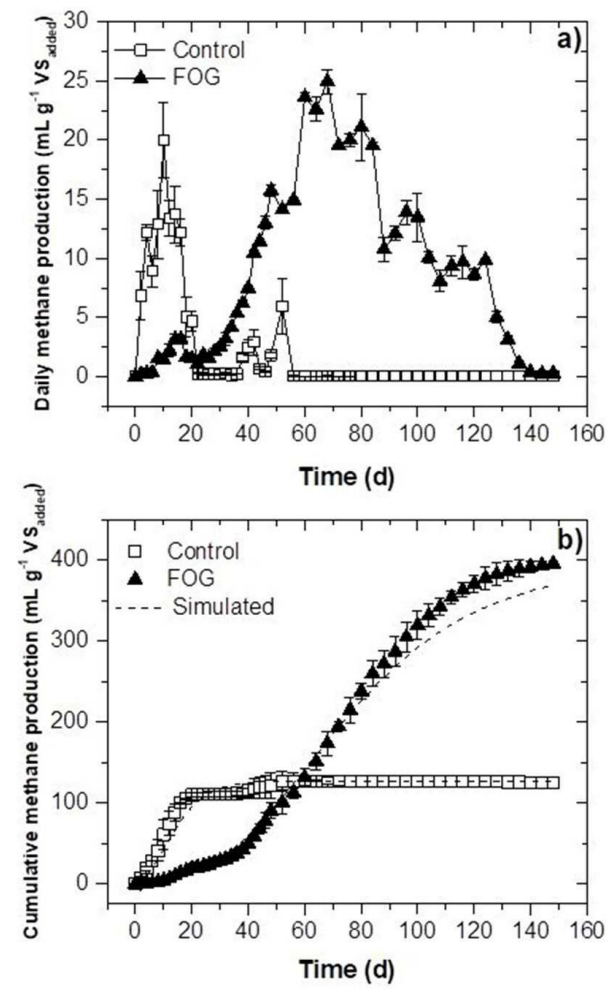 a)
Control
FOG
Daily methane production (mL g-1 VSadded)
30
25
20
15
10
5
0
0 20 40 60 80 100 120 140 160
Time (d)
b)
Control
FOG
Simulated
Cumulative methane production (mL g-1 VSadded)
400
300
200
100
0
0 20 40 60 80 100 120 140 160
Time (d)